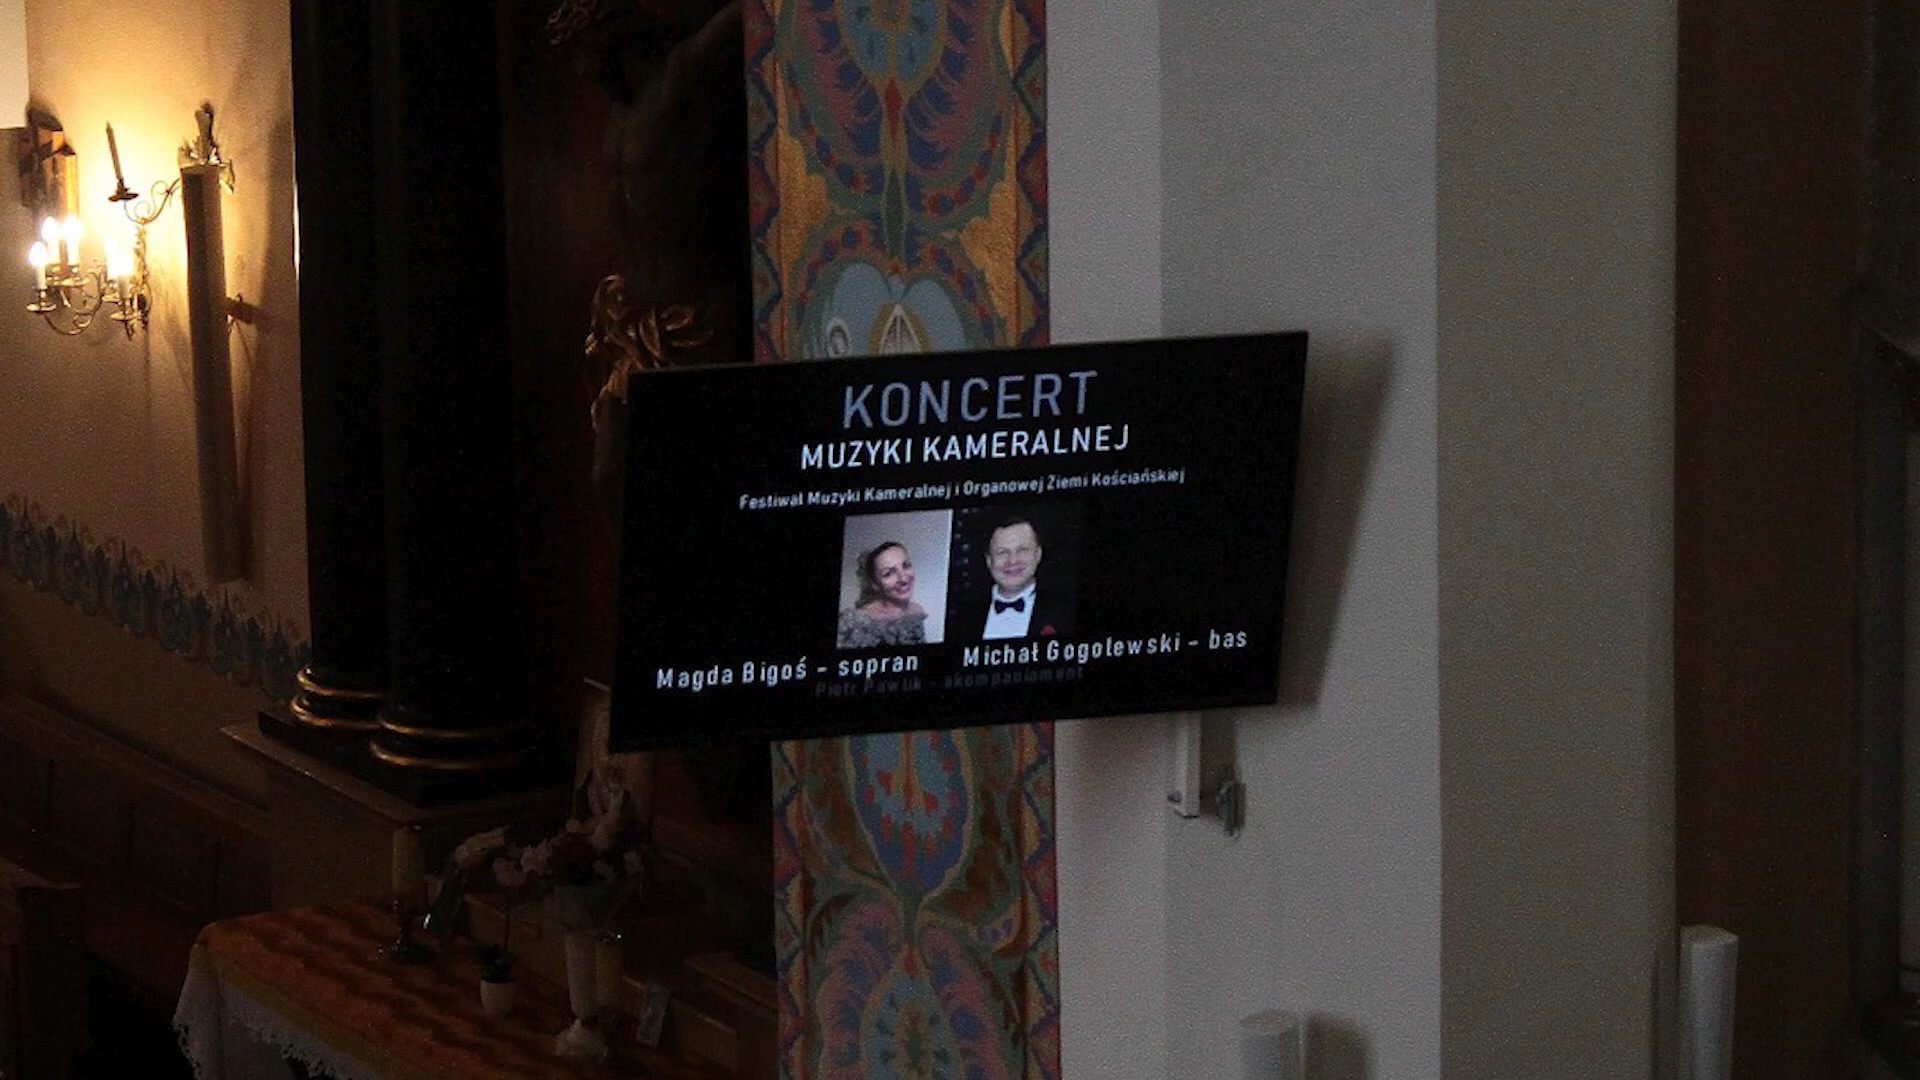 KONCERT
MUZYKI KAMERALNEJ
Festiwal Muzyki Kameralnej i Organowej Ziemi Kościańskiej
Magda Bigoś - sopran Michał Gogolewski - bas
Piotr Pawlik - akompaniament